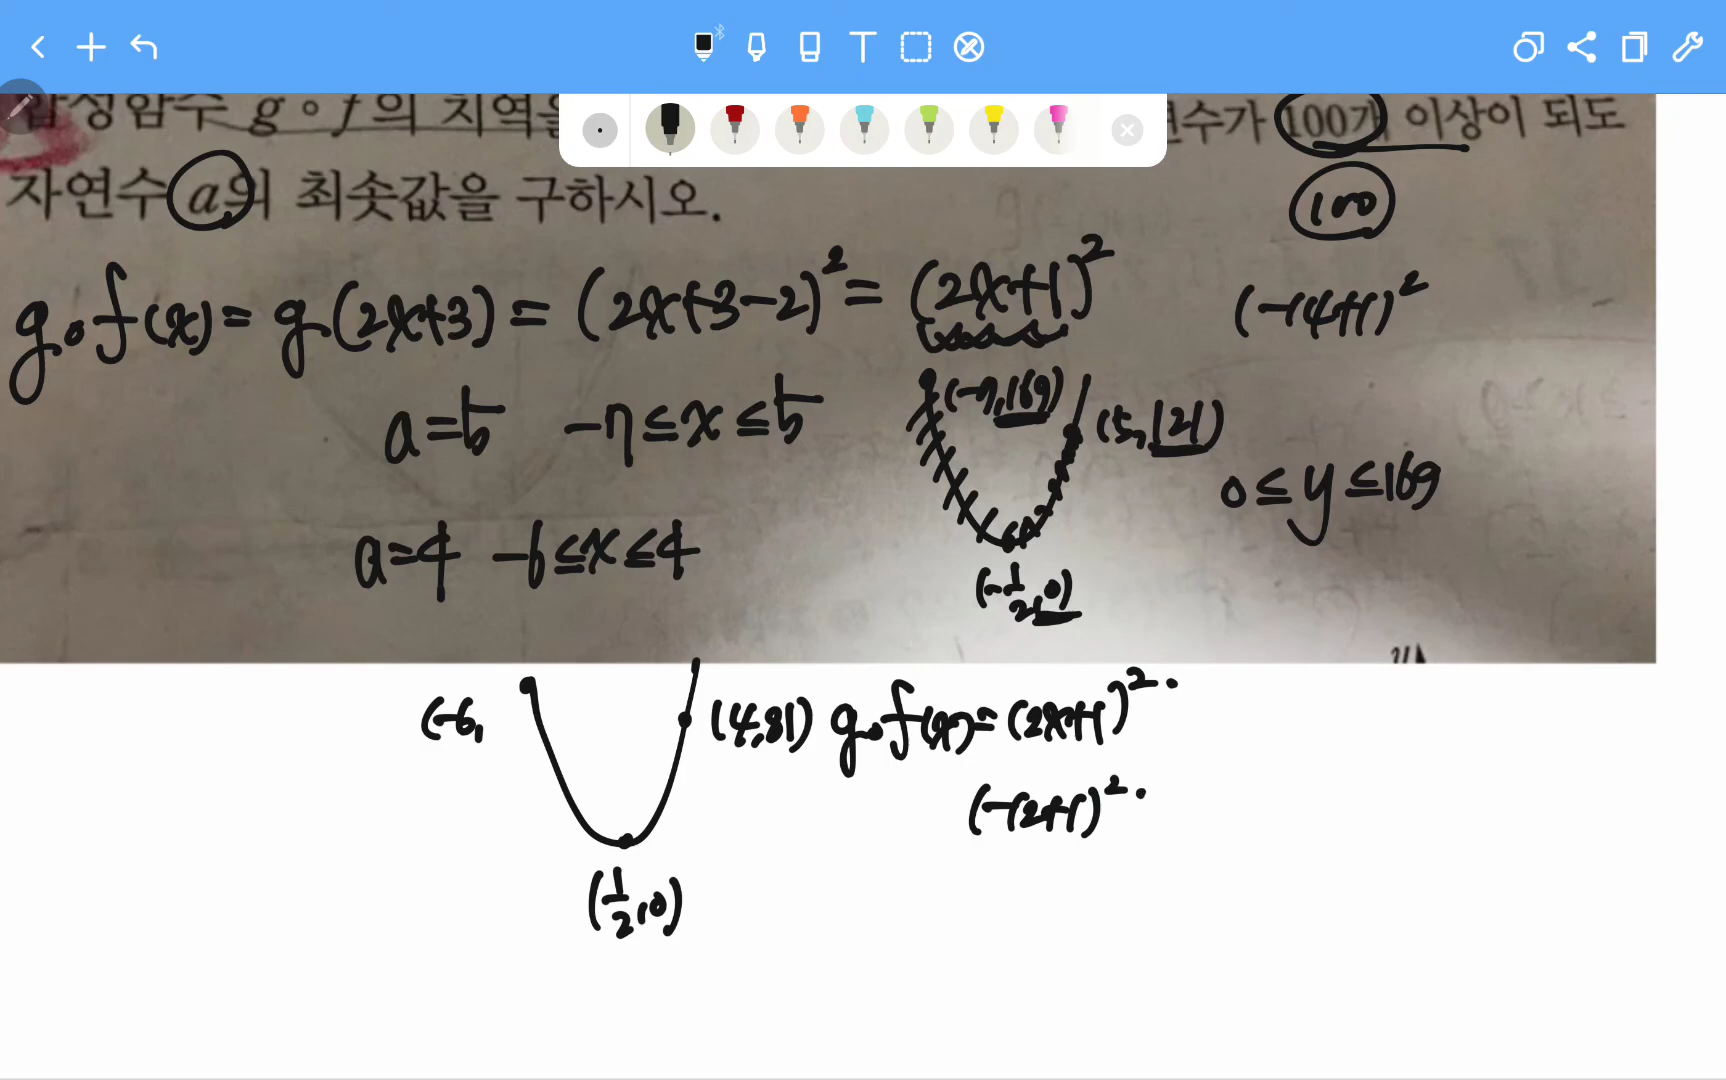 합성함수 g∘f의 치역을 연수가 100개 이상이 되도
자연수 a의 최솟값을 구하시오.
100
g∘f(x)=g(2x+3)=(2x+3-2)²=(2x+1)²
(-14+1)²
a=5 -7≤x≤5
(-7,169)
(5,121)
0≤y≤169
a=4 -6≤x≤4
(-1/2,0)
(-6,
(4,81)
g∘f(x)=(2x+1)².
(-12+1)².
(1/2,0)